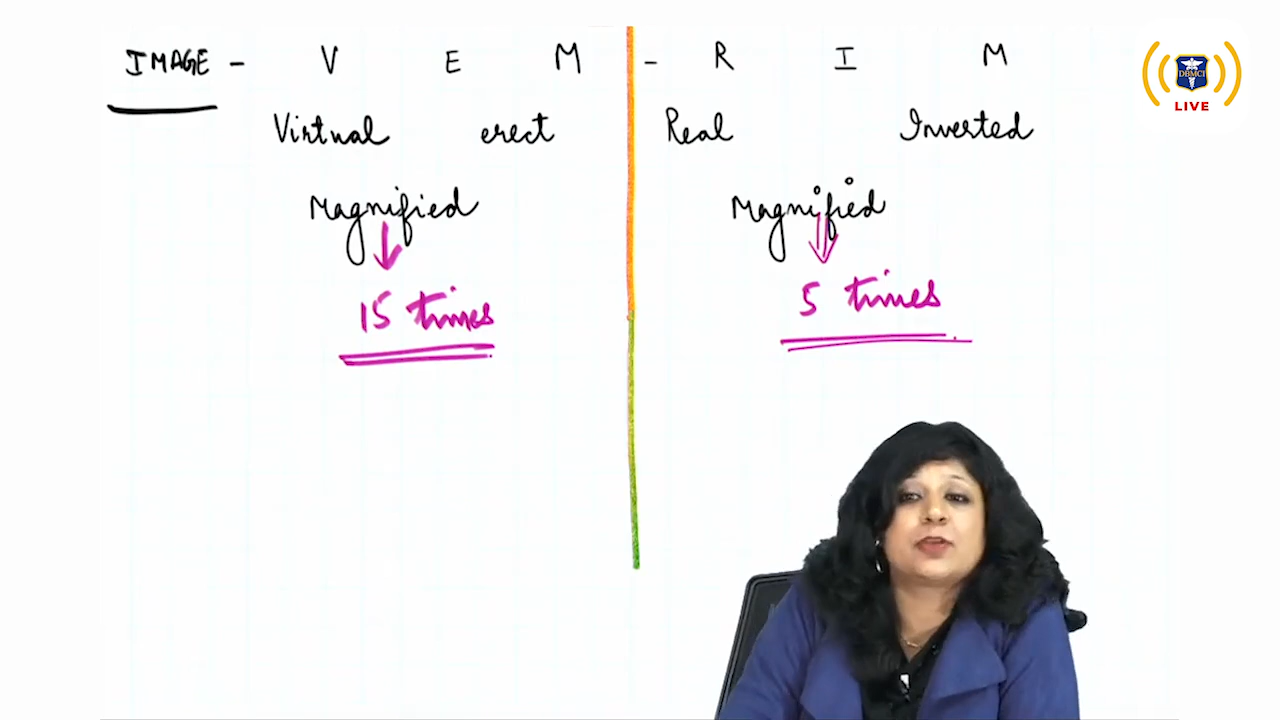 IMAGE - V E M - R I M
Virtual erect Real Inverted
Magnified Magnified
15 times 5 times
DBMCI
LIVE